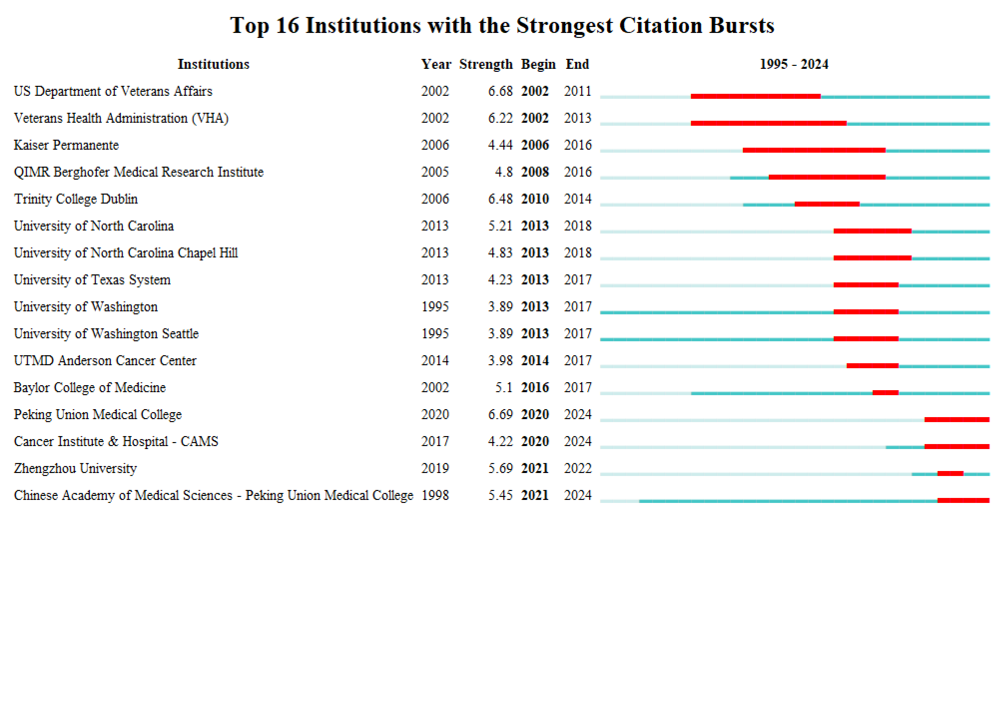 Top 16 Institutions with the Strongest Citation Bursts
Institutions Year Strength Begin End 1995 - 2024
US Department of Veterans Affairs 2002 6.68 2002 2011
Veterans Health Administration (VHA) 2002 6.22 2002 2013
Kaiser Permanente 2006 4.44 2006 2016
QIMR Berghofer Medical Research Institute 2005 4.8 2008 2016
Trinity College Dublin 2006 6.48 2010 2014
University of North Carolina 2013 5.21 2013 2018
University of North Carolina Chapel Hill 2013 4.83 2013 2018
University of Texas System 2013 4.23 2013 2017
University of Washington 1995 3.89 2013 2017
University of Washington Seattle 1995 3.89 2013 2017
UTMD Anderson Cancer Center 2014 3.98 2014 2017
Baylor College of Medicine 2002 5.1 2016 2017
Peking Union Medical College 2020 6.69 2020 2024
Cancer Institute & Hospital - CAMS 2017 4.22 2020 2024
Zhengzhou University 2019 5.69 2021 2022
Chinese Academy of Medical Sciences - Peking Union Medical College 1998 5.45 2021 2024